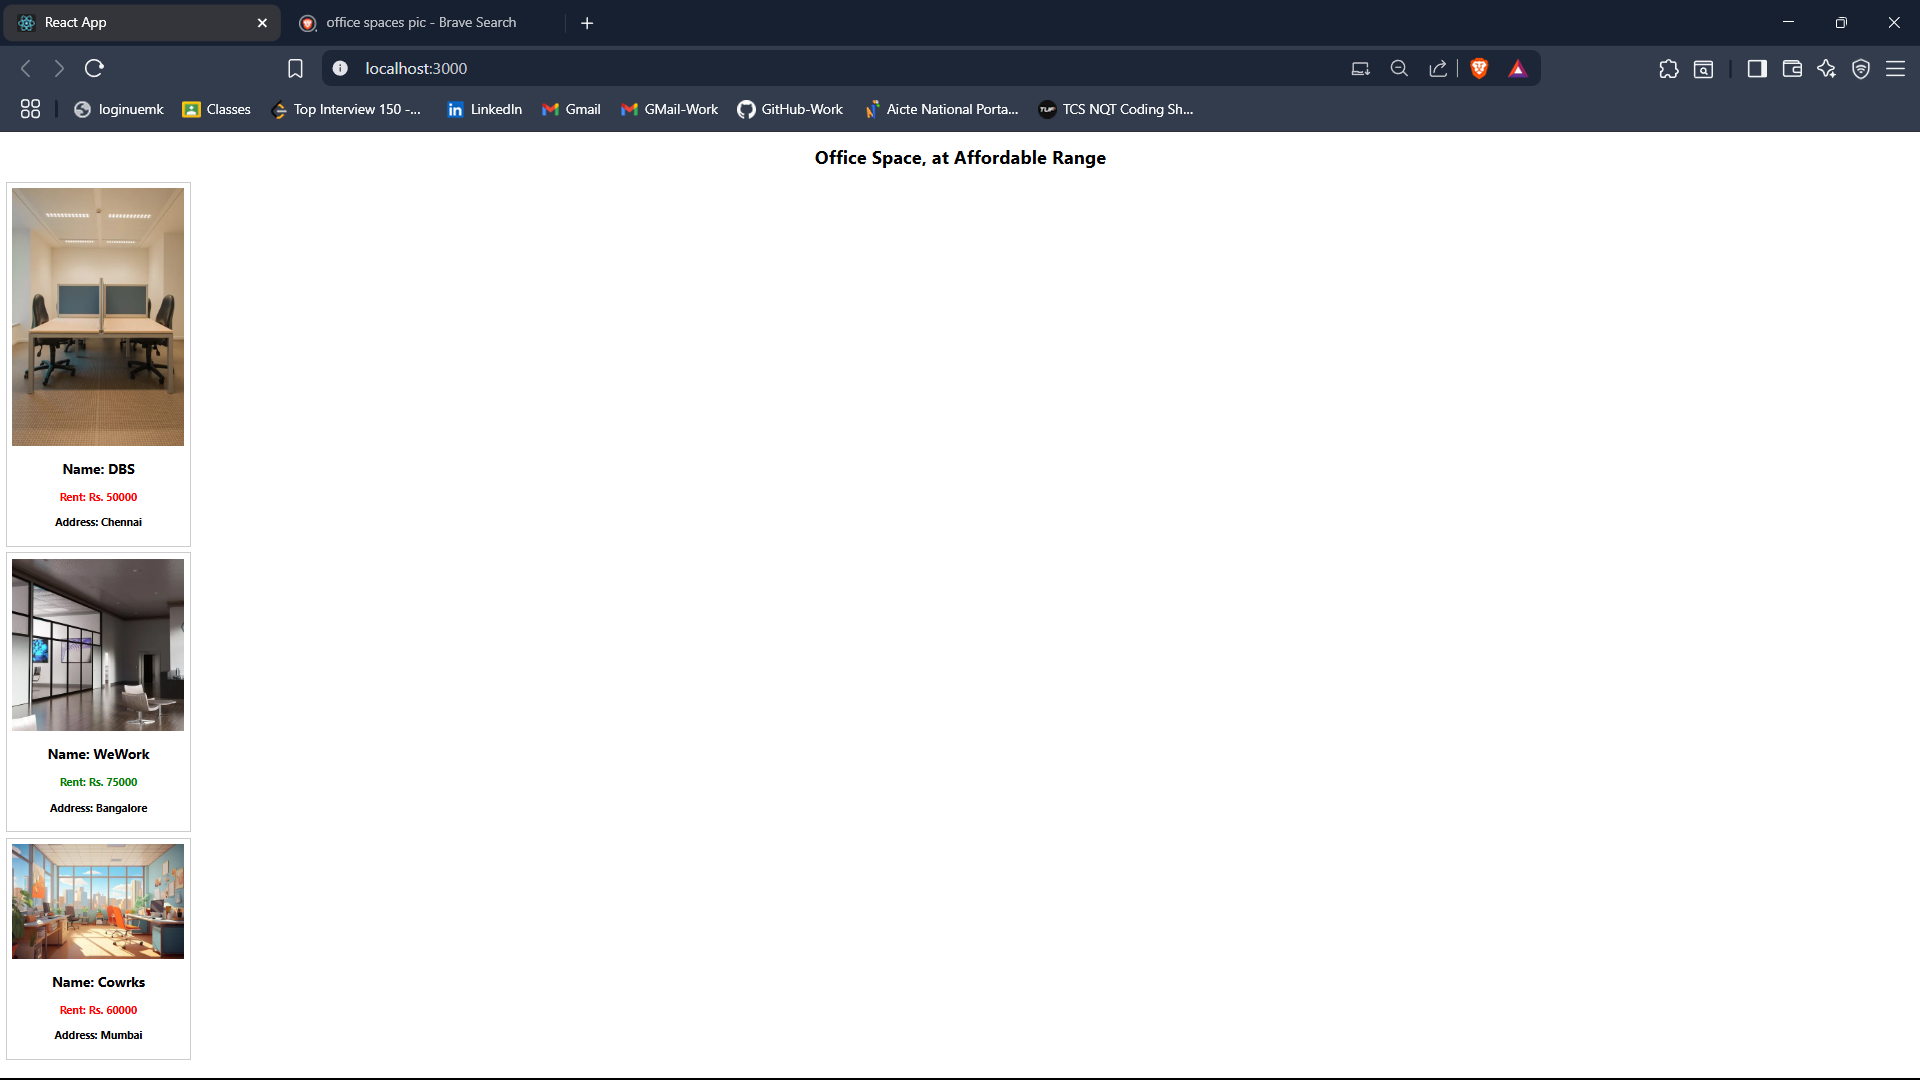 React App
office spaces pic - Brave Search
localhost:3000
loginuemk
Classes
Top Interview 150 -...
LinkedIn
Gmail
GMail-Work
GitHub-Work
Aicte National Porta...
TCS NQT Coding Sh...
Office Space, at Affordable Range
Name: DBS
Rent: Rs. 50000
Address: Chennai
Name: WeWork
Rent: Rs. 75000
Address: Bangalore
Name: Cowrks
Rent: Rs. 60000
Address: Mumbai